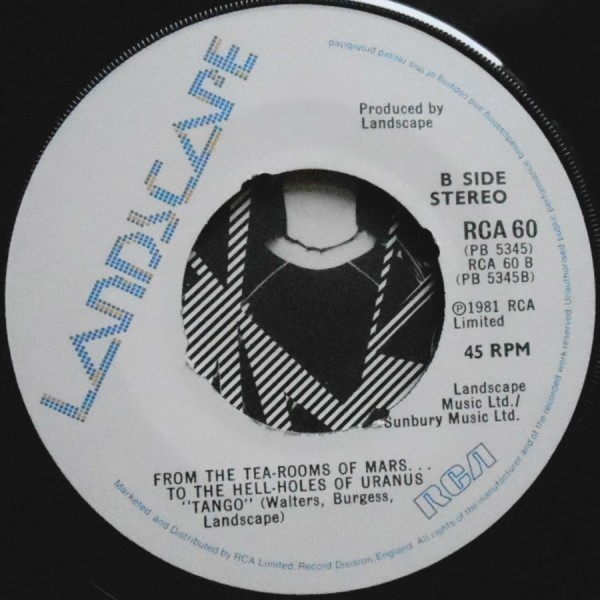 LANDSCAPE
Produced by
Landscape
B SIDE
STEREO
RCA 60
(PB 5345)
RCA 60 B
(PB 5345B)
Ⓟ1981 RCA
Limited
45 RPM
Landscape
Music Ltd./
Sunbury Music Ltd.
FROM THE TEA-ROOMS OF MARS...
TO THE HELL-HOLES OF URANUS
"TANGO" (Walters, Burgess,
Landscape)
RCA
Marketed and Distributed by RCA Limited, Record Division, England. All rights of the manufacturer and of the recorded work reserved. Unauthorised public performance broadcasting and copying of this record prohibited